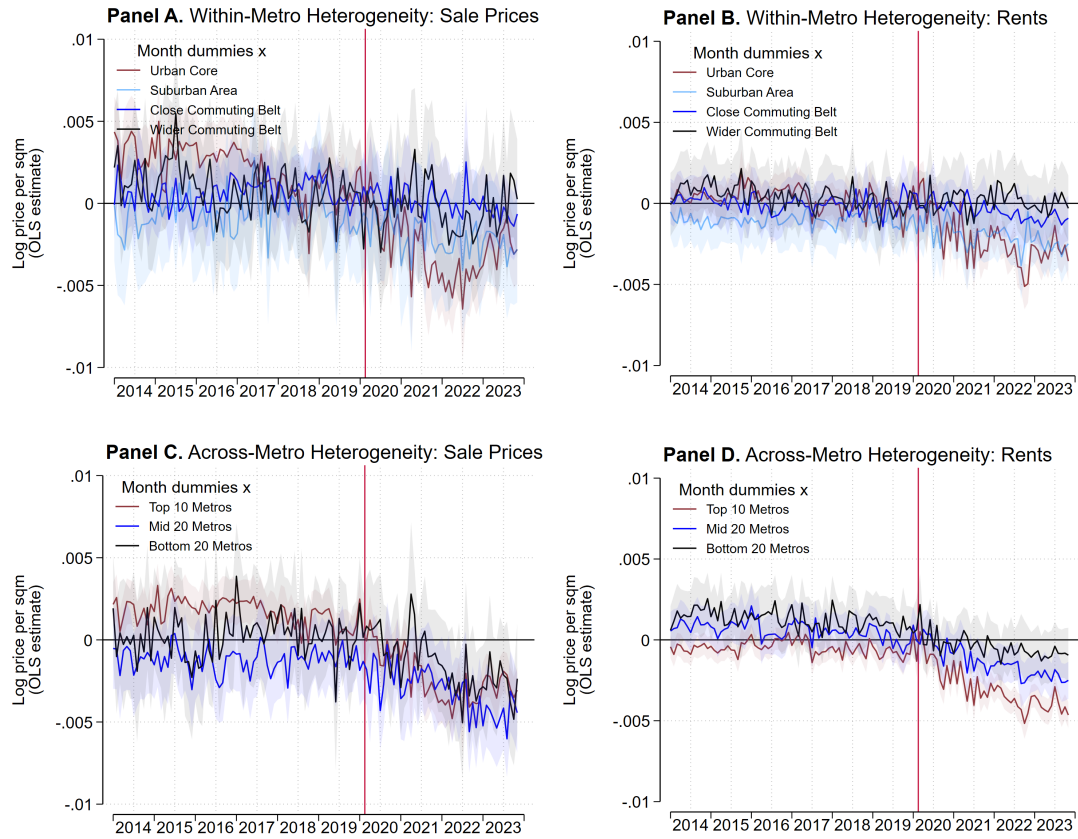 Panel A. Within-Metro Heterogeneity: Sale Prices
.01
.005
0
-.005
-.01
Log price per sqm
(OLS estimate)
Month dummies x
Urban Core
Suburban Area
Close Commuting Belt
Wider Commuting Belt
2014 2015 2016 2017 2018 2019 2020 2021 2022 2023
Panel B. Within-Metro Heterogeneity: Rents
.01
.005
0
-.005
-.01
Log price per sqm
(OLS estimate)
Month dummies x
Urban Core
Suburban Area
Close Commuting Belt
Wider Commuting Belt
2014 2015 2016 2017 2018 2019 2020 2021 2022 2023
Panel C. Across-Metro Heterogeneity: Sale Prices
.01
.005
0
-.005
-.01
Log price per sqm
(OLS estimate)
Month dummies x
Top 10 Metros
Mid 20 Metros
Bottom 20 Metros
2014 2015 2016 2017 2018 2019 2020 2021 2022 2023
Panel D. Across-Metro Heterogeneity: Rents
.01
.005
0
-.005
-.01
Log price per sqm
(OLS estimate)
Month dummies x
Top 10 Metros
Mid 20 Metros
Bottom 20 Metros
2014 2015 2016 2017 2018 2019 2020 2021 2022 2023